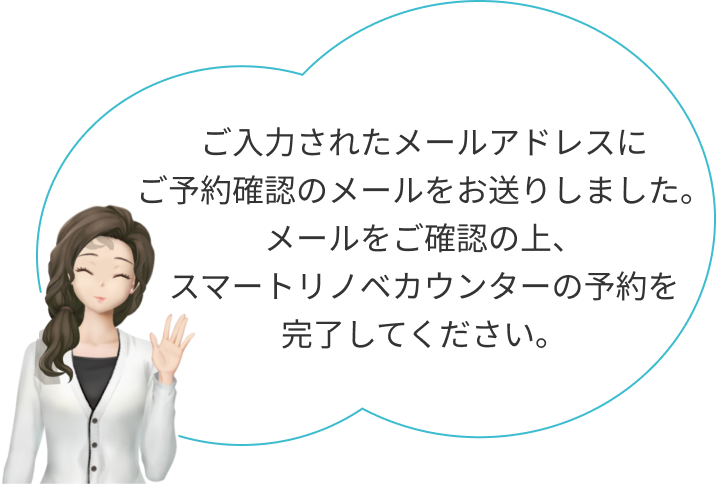 ご入力されたメールアドレスに
ご予約確認のメールをお送りしました。
メールをご確認の上、
スマートリノベカウンターの予約を
完了してください。